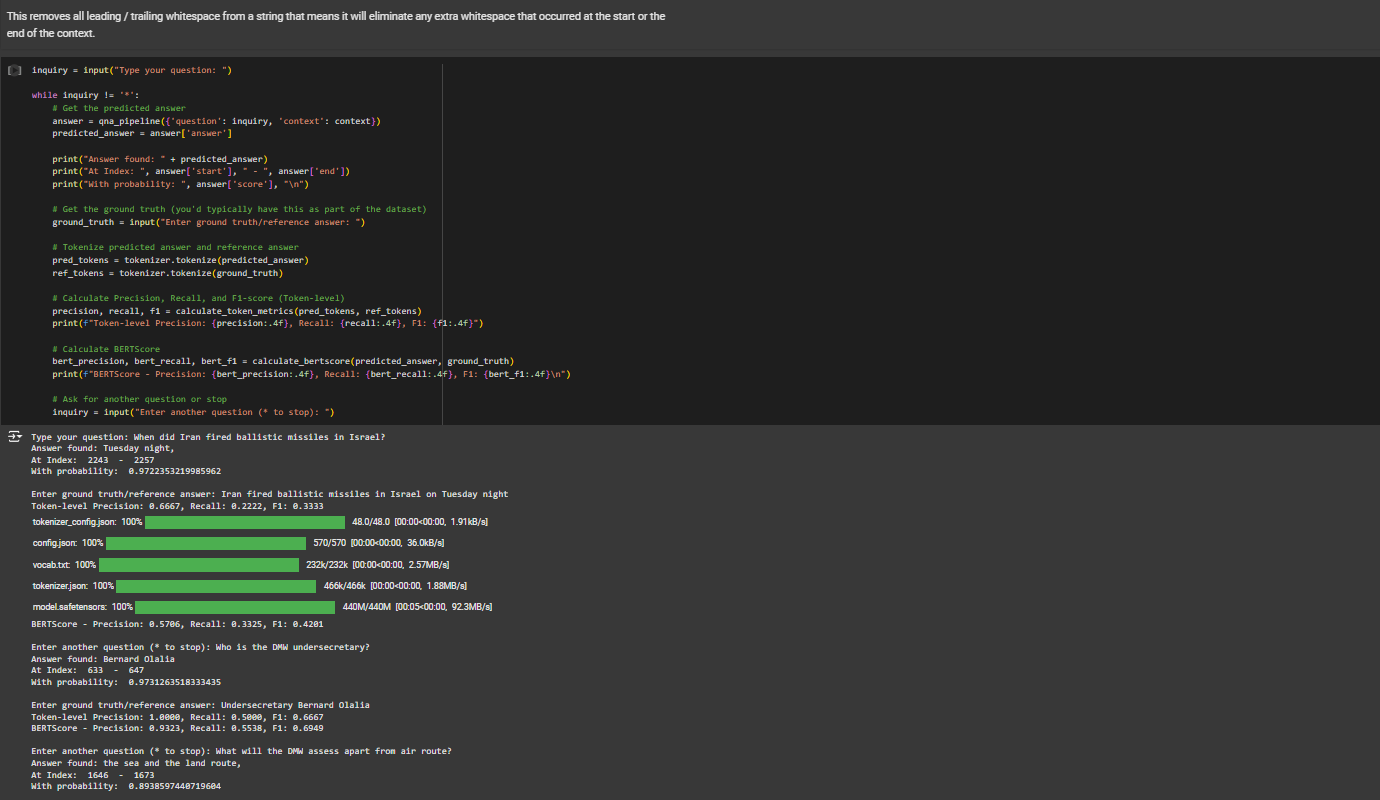 This removes all leading / trailing whitespace from a string that means it will eliminate any extra whitespace that occurred at the start or the
end of the context.
inquiry = input("Type your question: ")
while inquiry != '*':
# Get the predicted answer
answer = qna_pipeline({'question': inquiry, 'context': context})
predicted_answer = answer['answer']
print("Answer found: " + predicted_answer)
print("At Index: ", answer['start'], " - ", answer['end'])
print("With probability: ", answer['score'], "\n")
# Get the ground truth (you'd typically have this as part of the dataset)
ground_truth = input("Enter ground truth/reference answer: ")
# Tokenize predicted answer and reference answer
pred_tokens = tokenizer.tokenize(predicted_answer)
ref_tokens = tokenizer.tokenize(ground_truth)
# Calculate Precision, Recall, and F1-score (Token-level)
precision, recall, f1 = calculate_token_metrics(pred_tokens, ref_tokens)
print(f"Token-level Precision: {precision:.4f}, Recall: {recall:.4f}, F1: {f1:.4f}")
# Calculate BERTScore
bert_precision, bert_recall, bert_f1 = calculate_bertscore(predicted_answer, ground_truth)
print(f"BERTScore - Precision: {bert_precision:.4f}, Recall: {bert_recall:.4f}, F1: {bert_f1:.4f}\n")
# Ask for another question or stop
inquiry = input("Enter another question (* to stop): ")
Type your question: When did Iran fired ballistic missiles in Israel?
Answer found: Tuesday night,
At Index:  2243  -  2257
With probability:  0.9722353219985962
Enter ground truth/reference answer: Iran fired ballistic missiles in Israel on Tuesday night
Token-level Precision: 0.6667, Recall: 0.2222, F1: 0.3333
tokenizer_config.json: 100% 48.0/48.0 [00:00<00:00, 1.91kB/s]
config.json: 100% 570/570 [00:00<00:00, 36.0kB/s]
vocab.txt: 100% 232k/232k [00:00<00:00, 2.57MB/s]
tokenizer.json: 100% 466k/466k [00:00<00:00, 1.88MB/s]
model.safetensors: 100% 440M/440M [00:05<00:00, 92.3MB/s]
BERTScore - Precision: 0.5706, Recall: 0.3325, F1: 0.4201
Enter another question (* to stop): Who is the DMW undersecretary?
Answer found: Bernard Olalia
At Index:  633  -  647
With probability:  0.9731263518333435
Enter ground truth/reference answer: Undersecretary Bernard Olalia
Token-level Precision: 1.0000, Recall: 0.5000, F1: 0.6667
BERTScore - Precision: 0.9323, Recall: 0.5538, F1: 0.6949
Enter another question (* to stop): What will the DMW assess apart from air route?
Answer found: the sea and the land route,
At Index:  1646  -  1673
With probability:  0.8938597440719604